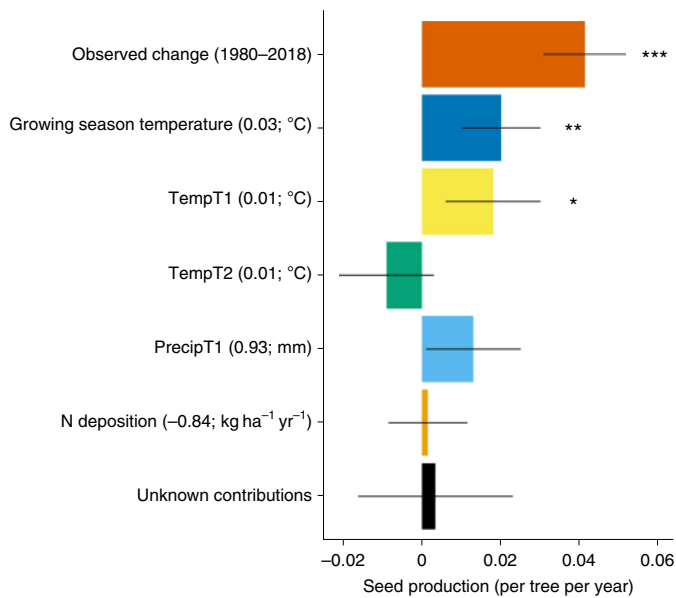 Observed change (1980–2018)
***
Growing season temperature (0.03; °C)
**
TempT1 (0.01; °C)
*
TempT2 (0.01; °C)
PrecipT1 (0.93; mm)
N deposition (–0.84; kg ha⁻¹ yr⁻¹)
Unknown contributions
–0.02 0 0.02 0.04 0.06
Seed production (per tree per year)